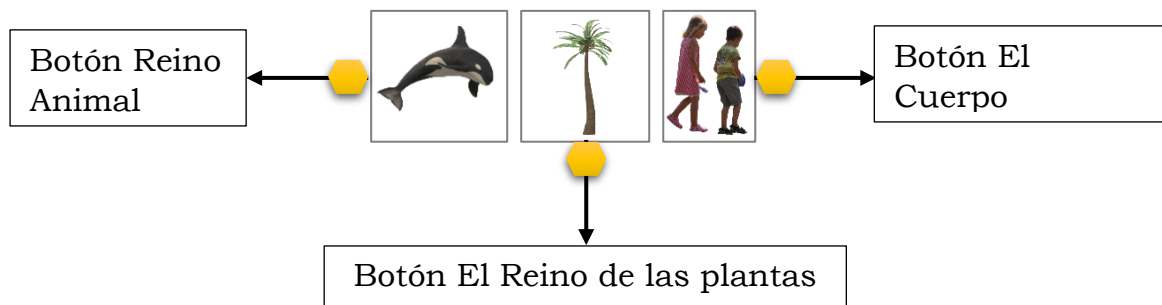 Botón Reino
Animal
Botón El
Cuerpo
Botón El Reino de las plantas